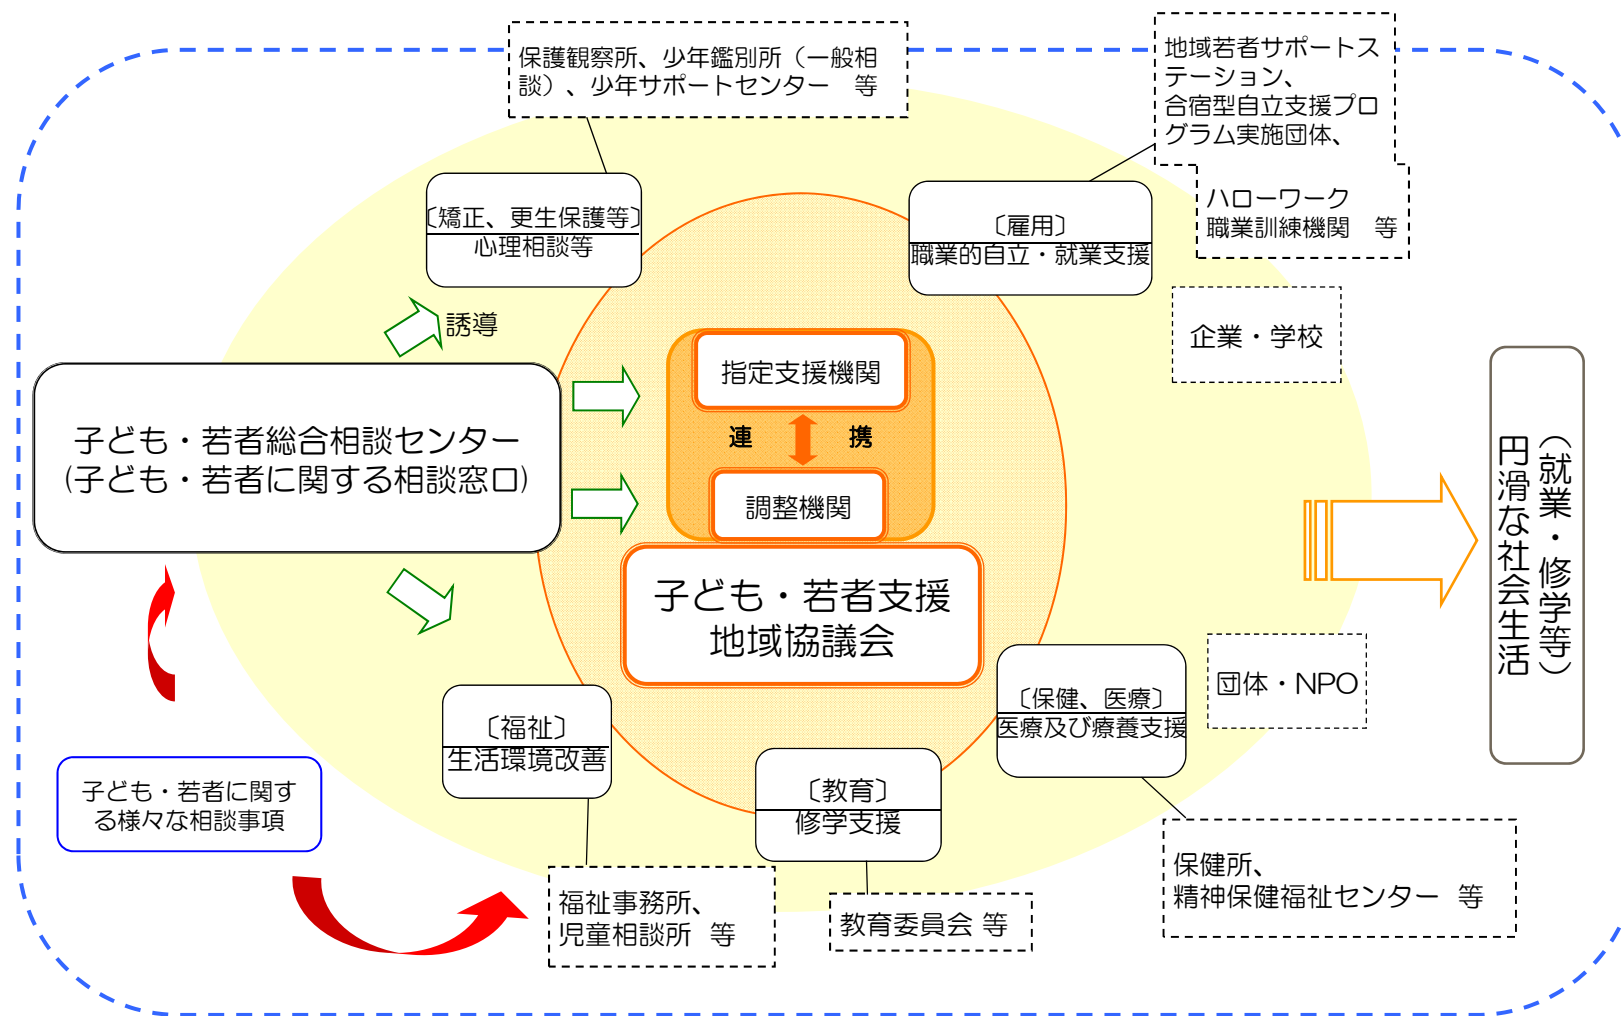 保護観察所、少年鑑別所（一般相
談）、少年サポートセンター　等
地域若者サポートス
テーション、
合宿型自立支援プロ
グラム実施団体、
ハローワーク
職業訓練機関　等
〔矯正、更生保護等〕
心理相談等
〔雇用〕
職業的自立・就業支援
誘導
企業・学校
指定支援機関
連　携
調整機関
子ども・若者総合相談センター
(子ども・若者に関する相談窓口)
子ども・若者支援
地域協議会
（就業・修学等）
円滑な社会生活
団体・NPO
〔保健、医療〕
医療及び療養支援
〔福祉〕
生活環境改善
〔教育〕
修学支援
子ども・若者に関す
る様々な相談事項
福祉事務所、
児童相談所　等
教育委員会 等
保健所、
精神保健福祉センター　等